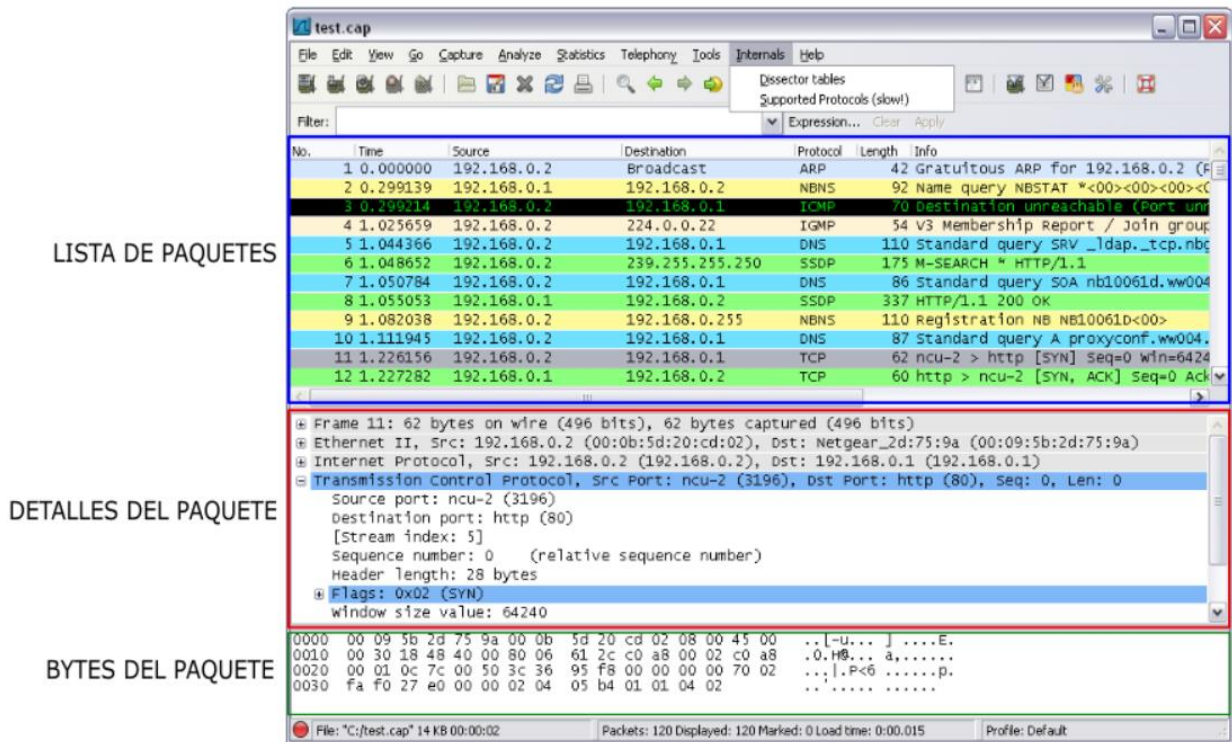 test.cap
File Edit View Go Capture Analyze Statistics Telephony Tools Internals Help
Dissector tables
Supported Protocols (slow!)
Filter: Expression... Clear Apply
LISTA DE PAQUETES
No. Time Source Destination Protocol Length Info
1 0.000000 192.168.0.2 Broadcast ARP 42 Gratuitous ARP for 192.168.0.2 (
2 0.299139 192.168.0.1 192.168.0.2 NBNS 92 Name query NBSTAT *<00><00><00><
3 0.299214 192.168.0.2 192.168.0.1 ICMP 70 Destination unreachable (Port
4 1.025659 192.168.0.2 224.0.0.22 IGMP 54 V3 Membership Report / Join group
5 1.044366 192.168.0.2 192.168.0.1 DNS 110 Standard query SRV _ldap._tcp.nbg
6 1.048652 192.168.0.2 239.255.255.250 SSDP 175 M-SEARCH * HTTP/1.1
7 1.050784 192.168.0.2 192.168.0.1 DNS 86 Standard query SOA nb10061d.ww004
8 1.055053 192.168.0.1 192.168.0.2 SSDP 337 HTTP/1.1 200 OK
9 1.082038 192.168.0.2 192.168.0.255 NBNS 110 Registration NB NB10061D<00>
10 1.111945 192.168.0.2 192.168.0.1 DNS 87 Standard query A proxyconf.ww004.
11 1.226156 192.168.0.2 192.168.0.1 TCP 62 ncu-2 > http [SYN] Seq=0 Win=6424
12 1.227282 192.168.0.1 192.168.0.2 TCP 60 http > ncu-2 [SYN, ACK] Seq=0 Ack
DETALLES DEL PAQUETE
Frame 11: 62 bytes on wire (496 bits), 62 bytes captured (496 bits)
Ethernet II, Src: 192.168.0.2 (00:0b:5d:20:cd:02), Dst: Netgear_2d:75:9a (00:09:5b:2d:75:9a)
Internet Protocol, Src: 192.168.0.2 (192.168.0.2), Dst: 192.168.0.1 (192.168.0.1)
Transmission Control Protocol, Src Port: ncu-2 (3196), Dst Port: http (80), Seq: 0, Len: 0
Source port: ncu-2 (3196)
Destination port: http (80)
[Stream index: 5]
Sequence number: 0 (relative sequence number)
Header length: 28 bytes
Flags: 0x02 (SYN)
Window size value: 64240
BYTES DEL PAQUETE
0000 00 09 5b 2d 75 9a 00 0b 5d 20 cd 02 08 00 45 00 ..[-u... ] ....E.
0010 00 30 18 48 40 00 80 06 61 2c c0 a8 00 02 c0 a8 .0.H@... a,......
0020 00 01 0c 7c 00 50 3c 36 95 f8 00 00 00 00 70 02 ...|.P<6 ......p.
0030 fa f0 27 e0 00 00 02 04 05 b4 01 01 04 02 ..'..... ......
File: "C:/test.cap" 14 KB 00:00:02 Packets: 120 Displayed: 120 Marked: 0 Load time: 0:00.015 Profile: Default